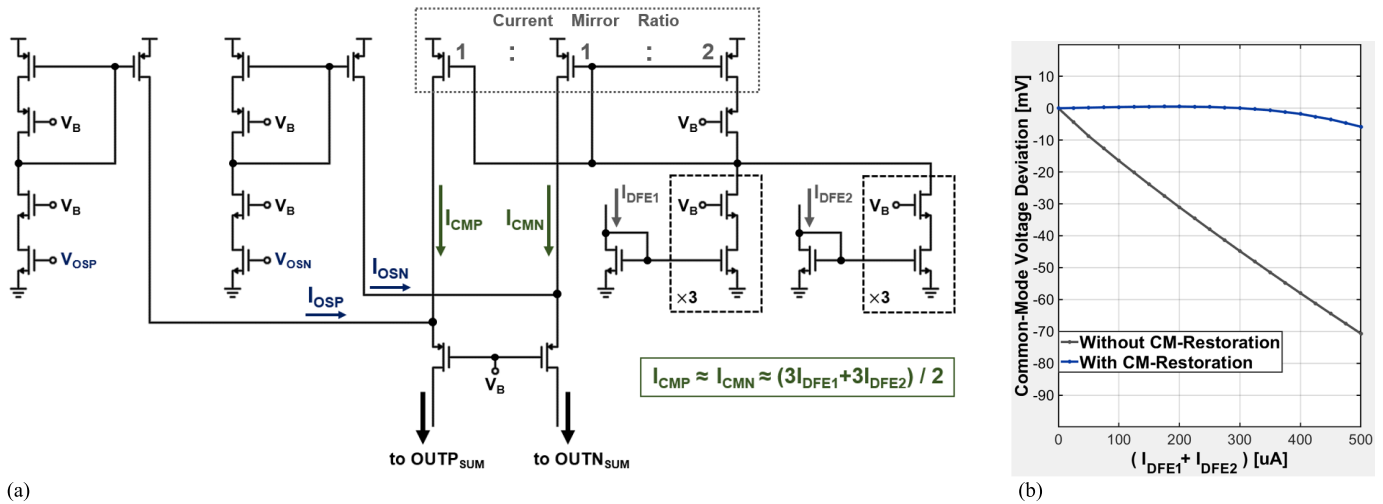 Current Mirror Ratio
1 : 1 : 2
V_B
V_B
V_OSP
V_B
V_B
V_OSN
V_B
I_CMP
I_CMN
I_DFE1
V_B
×3
I_DFE2
V_B
×3
I_OSN
I_OSP
V_B
I_CMP ≈ I_CMN ≈ (3I_DFE1+3I_DFE2) / 2
to OUTP_SUM
to OUTN_SUM
(a)
Common-Mode Voltage Deviation [mV]
10
0
-10
-20
-30
-40
-50
-60
-70
-80
-90
Without CM-Restoration
With CM-Restoration
0 100 200 300 400 500
( I_DFE1 + I_DFE2 ) [uA]
(b)